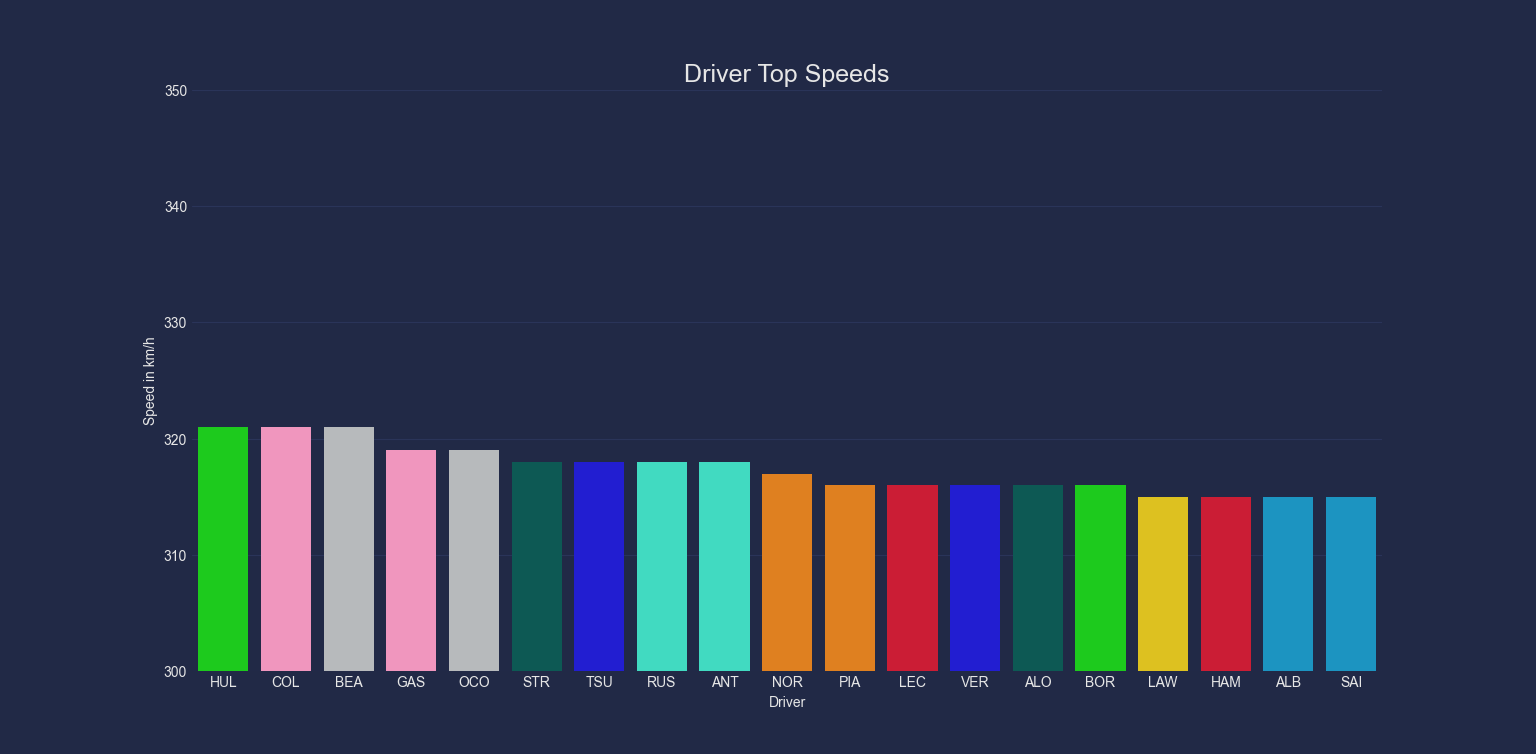 Driver Top Speeds
350
340
330
320
310
300
Speed in km/h
HUL COL BEA GAS OCO STR TSU RUS ANT NOR PIA LEC VER ALO BOR LAW HAM ALB SAI
Driver